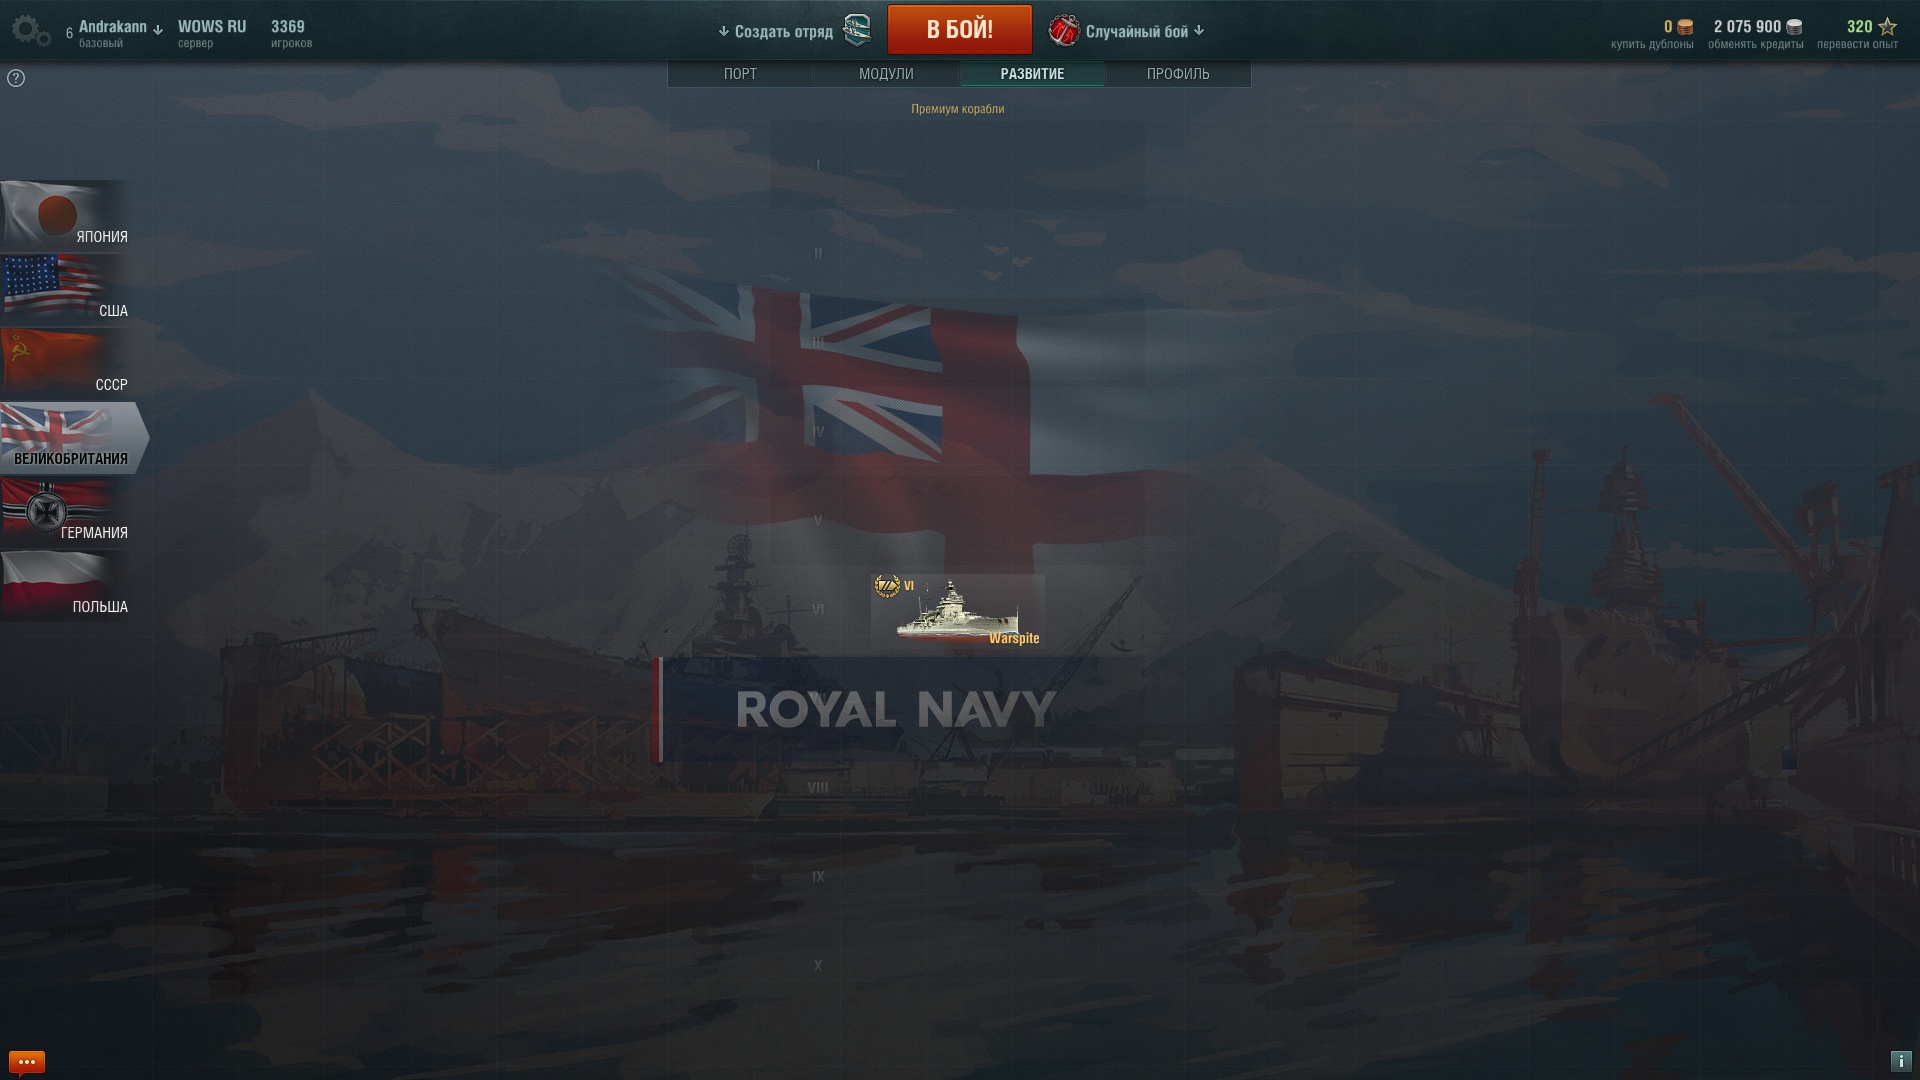 6 Andrakann
базовый
WOWS RU
сервер
3369
игроков
Создать отряд
В БОЙ!
Случайный бой
0
купить дублоны
2 075 900
обменять кредиты
320
перевести опыт
?
ПОРТ
МОДУЛИ
РАЗВИТИЕ
ПРОФИЛЬ
Премиум корабли
ЯПОНИЯ
США
СССР
ВЕЛИКОБРИТАНИЯ
ГЕРМАНИЯ
ПОЛЬША
I
II
III
IV
V
VI
VI
Warspite
ROYAL NAVY
VIII
IX
X
i